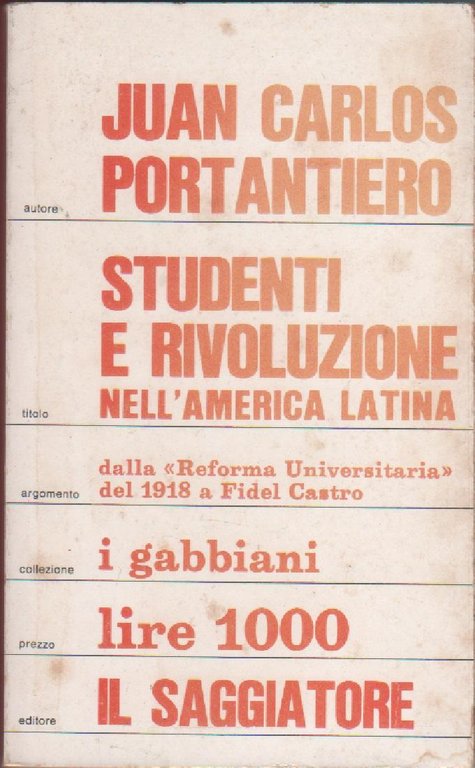 JUAN CARLOS
PORTANTIERO
autore
STUDENTI
E RIVOLUZIONE
NELL'AMERICA LATINA
titolo
dalla «Reforma Universitaria»
del 1918 a Fidel Castro
argomento
i gabbiani
collezione
lire 1000
prezzo
IL SAGGIATORE
editore